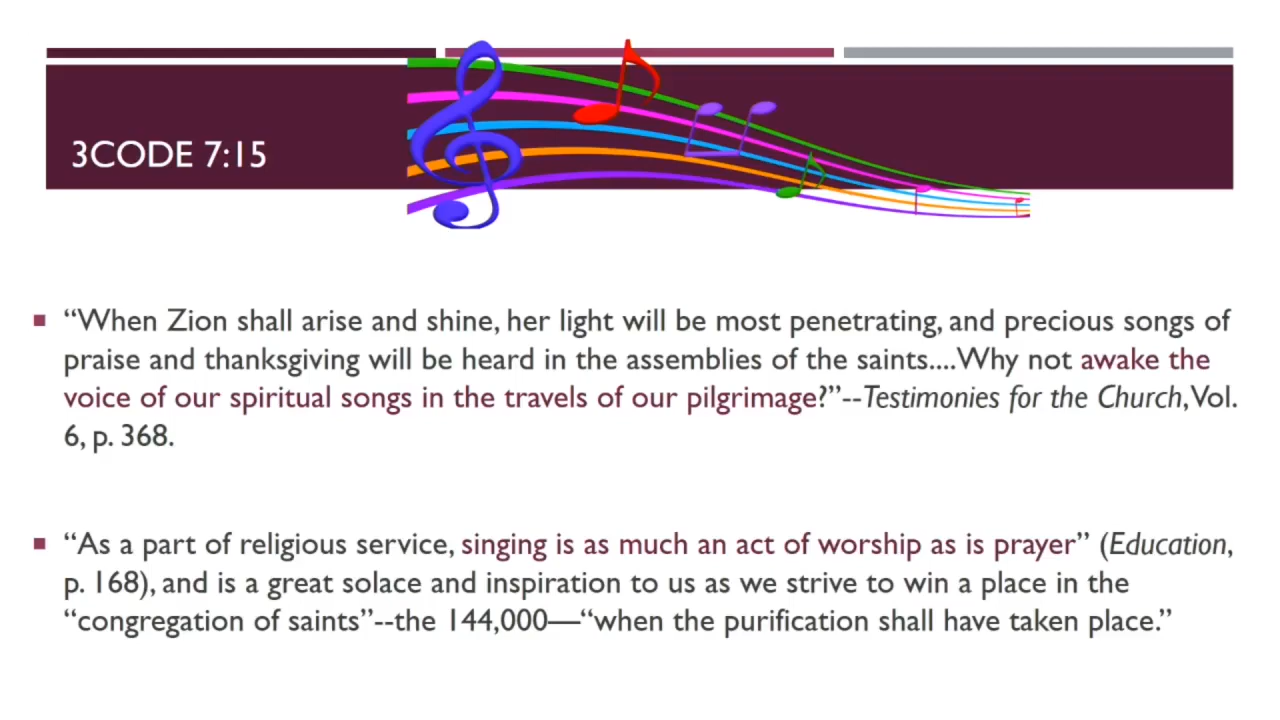 3CODE 7:15
“When Zion shall arise and shine, her light will be most penetrating, and precious songs of
praise and thanksgiving will be heard in the assemblies of the saints....Why not awake the
voice of our spiritual songs in the travels of our pilgrimage?”--Testimonies for the Church, Vol.
6, p. 368.
“As a part of religious service, singing is as much an act of worship as is prayer” (Education,
p. 168), and is a great solace and inspiration to us as we strive to win a place in the
“congregation of saints”--the 144,000—“when the purification shall have taken place.”